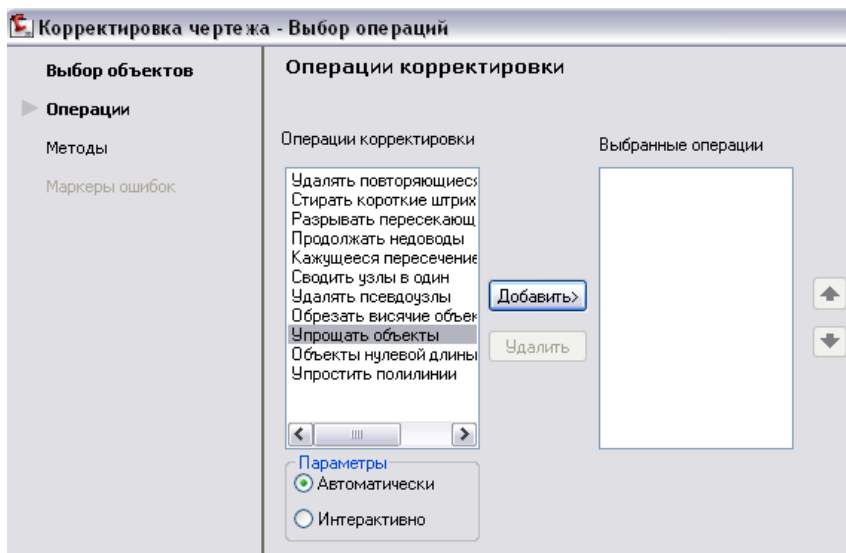 Корректировка чертежа - Выбор операций
Выбор объектов
Операции
Методы
Маркеры ошибок
Операции корректировки
Операции корректировки
Удалять повторяющиеся
Стирать короткие штрих
Разрывать пересекающ
Продолжать недоводы
Кажущееся пересечение
Сводить узлы в один
Удалять псевдоузлы
Обрезать висячие объек
Упрощать объекты
Объекты нулевой длины
Упростить полилинии
Добавить>
Удалить
Выбранные операции
Параметры
Автоматически
Интерактивно